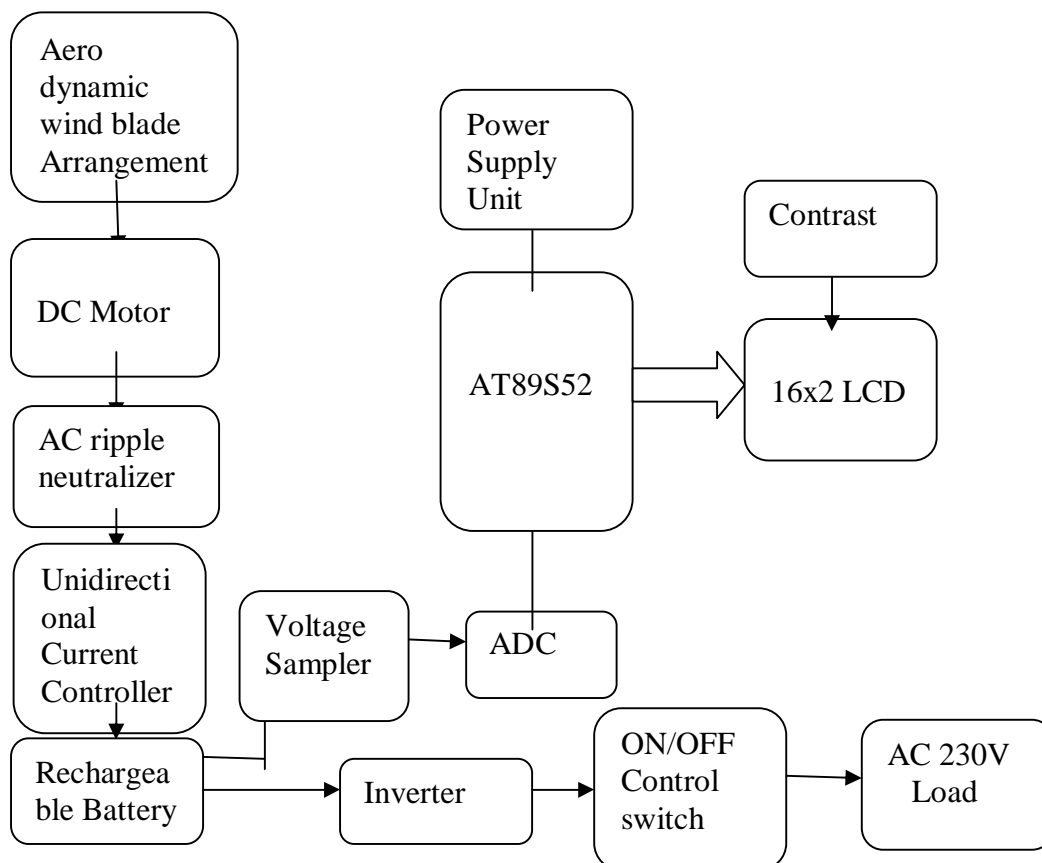 Aero
dynamic
wind blade
Arrangement
Power
Supply
Unit
Contrast
DC Motor
AT89S52
16x2 LCD
AC ripple
neutralizer
Unidirecti
onal
Current
Controller
Voltage
Sampler
ADC
Rechargea
ble Battery
Inverter
ON/OFF
Control
switch
AC 230V
Load